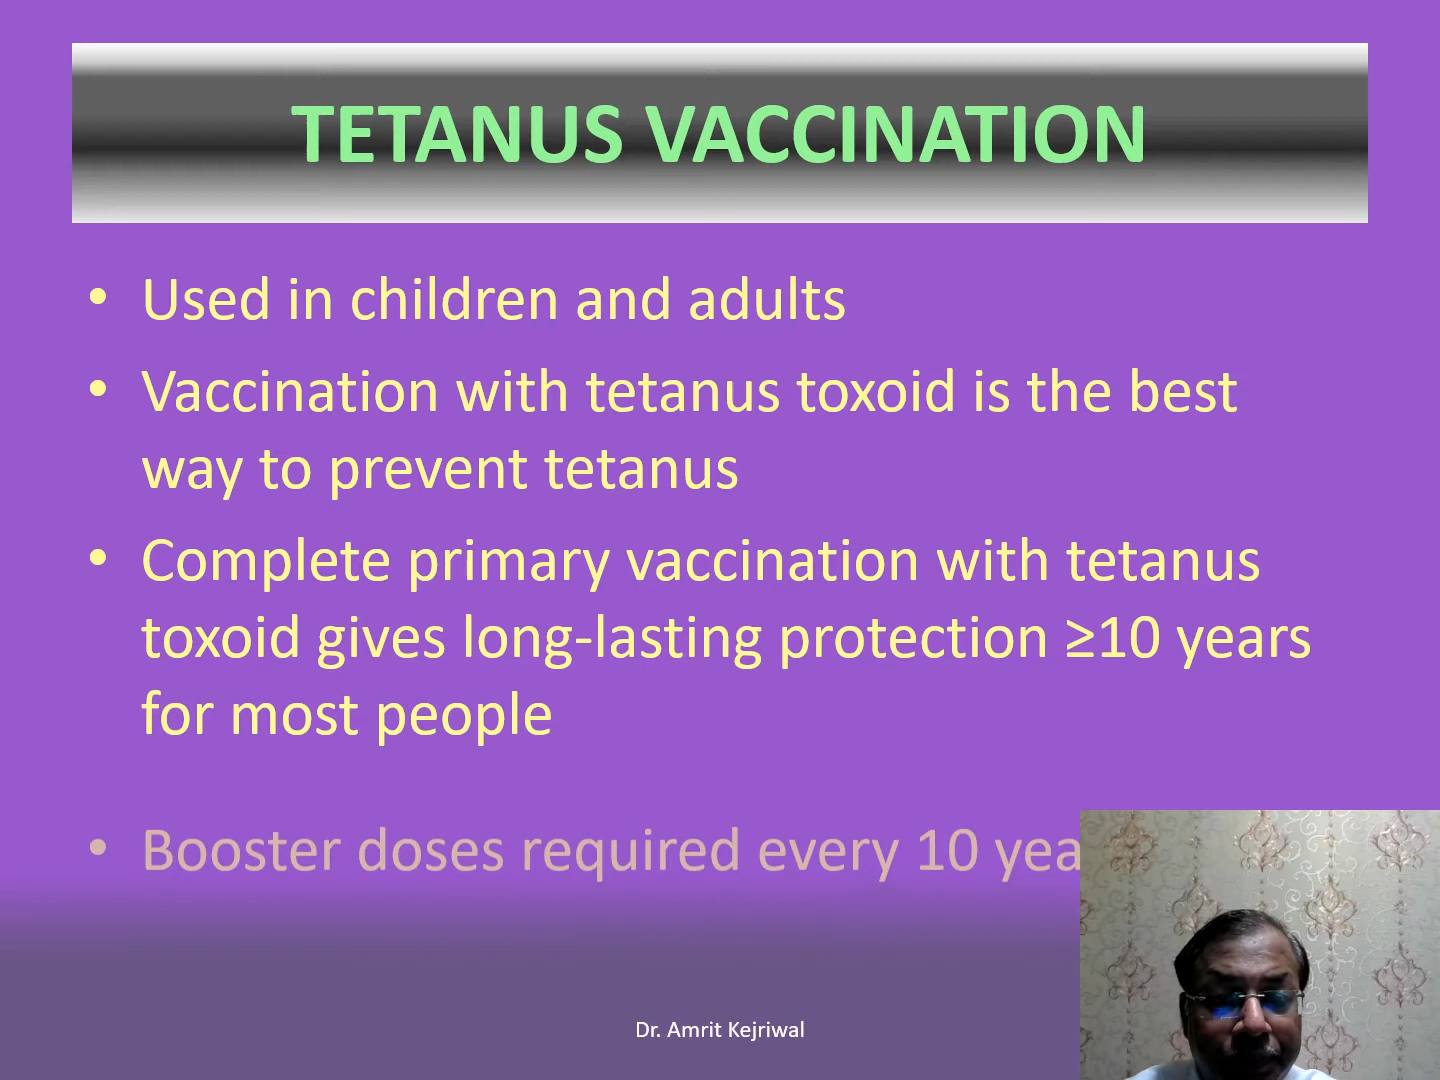 TETANUS VACCINATION
• Used in children and adults
• Vaccination with tetanus toxoid is the best
way to prevent tetanus
• Complete primary vaccination with tetanus
toxoid gives long-lasting protection ≥10 years
for most people
• Booster doses required every 10
Dr. Amrit Kejriwal